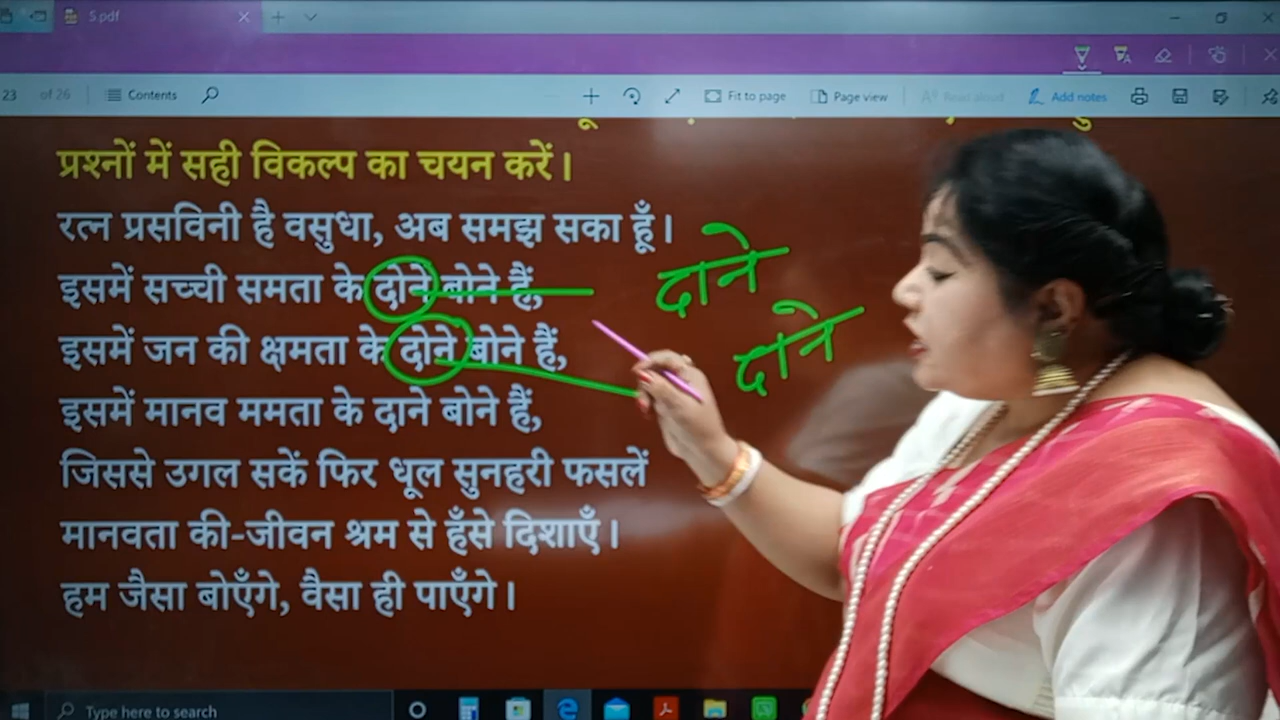 S.pdf
23 of 26 Contents Fit to page Page view Read aloud Add notes
प्रश्नों में सही विकल्प का चयन करें।
रत्न प्रसविनी है वसुधा, अब समझ सका हूँ।
इसमें सच्ची समता के दोने बोने हैं, दाने
इसमें जन की क्षमता के दोने बोने हैं, दाने
इसमें मानव ममता के दाने बोने हैं,
जिससे उगल सकें फिर धूल सुनहरी फसलें
मानवता की-जीवन श्रम से हँसे दिशाएँ।
हम जैसा बोएँगे, वैसा ही पाएँगे।
Type here to search